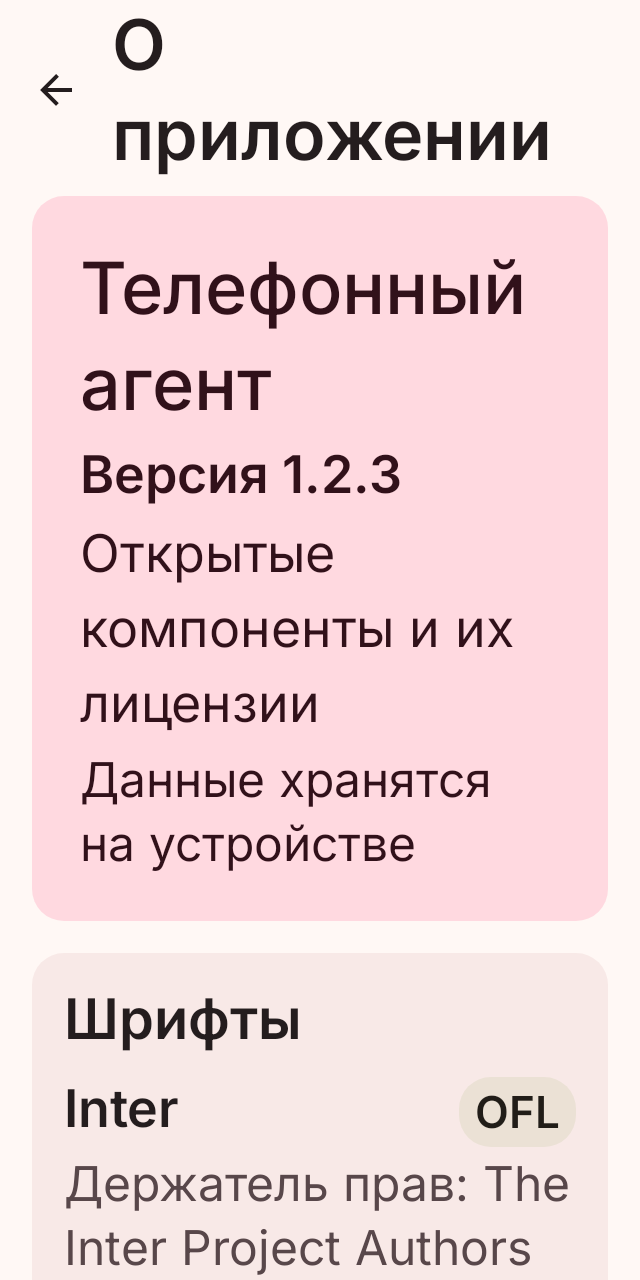 О
приложении
Телефонный
агент
Версия 1.2.3
Открытые
компоненты и их
лицензии
Данные хранятся
на устройстве
Шрифты
Inter
OFL
Держатель прав: The
Inter Project Authors